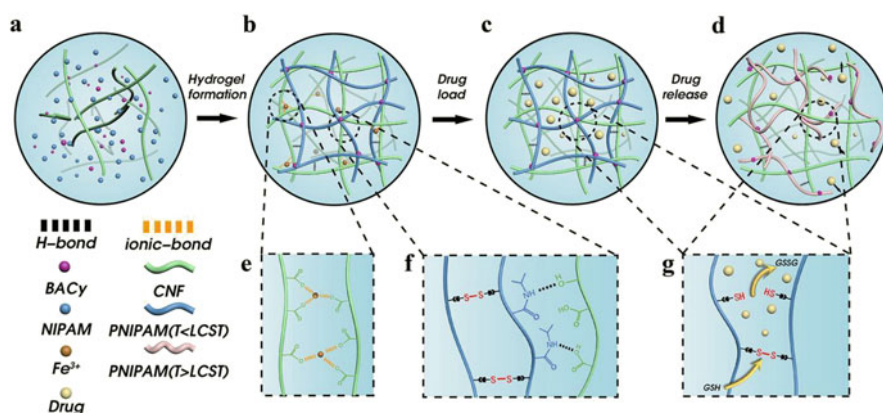 a
b
c
d
Hydrogel
formation
Drug
load
Drug
release
H-bond
ionic-bond
BACy
CNF
NIPAM
PNIPAM(T<LCST)
Fe3+
PNIPAM(T>LCST)
Drug
e
f
g
S-S
NH
O
H
O
O
NH
O
S-S
GSSG
SH
HS
S-S
GSH